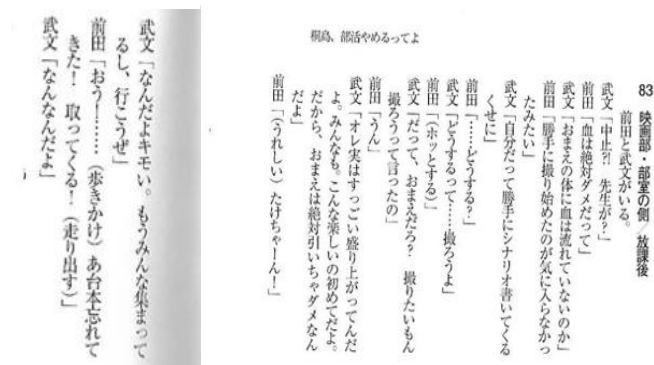 桐島、部活やめるってよ
83　映画部・部室の側／放課後
前田と武文がいる。
武文「中止?!　先生が?」
前田「血は絶対ダメだって」
武文「おまえの体に血は流れていないのか」
前田「勝手に撮り始めたのが気に入らなかっ
たみたい」
武文「自分だって勝手にシナリオ書いてくる
くせに」
前田「……どうする?」
武文「どうするって……撮ろうよ」
前田「(ホッとする)」
武文「だって、おまえだろ?　撮りたいもん
撮ろうって言ったの」
前田「うん」
武文「オレ実はすっごい盛り上がってんだ
よ。みんなも。こんな楽しいの初めてだよ。
だから、おまえは絶対引いちゃダメなん
だよ」
前田「(うれしい)たけちゃーん!」
武文「なんだよキモい。もうみんな集まって
るし、行こうぜ」
前田「おう!……(歩きかけ)あ台本忘れて
きた!　取ってくる!(走り出す)」
武文「なんなんだよ」